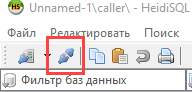 Unnamed-1\caller\ - HeidiSQL
Файл Редактировать Поиск
Фильтр баз данных